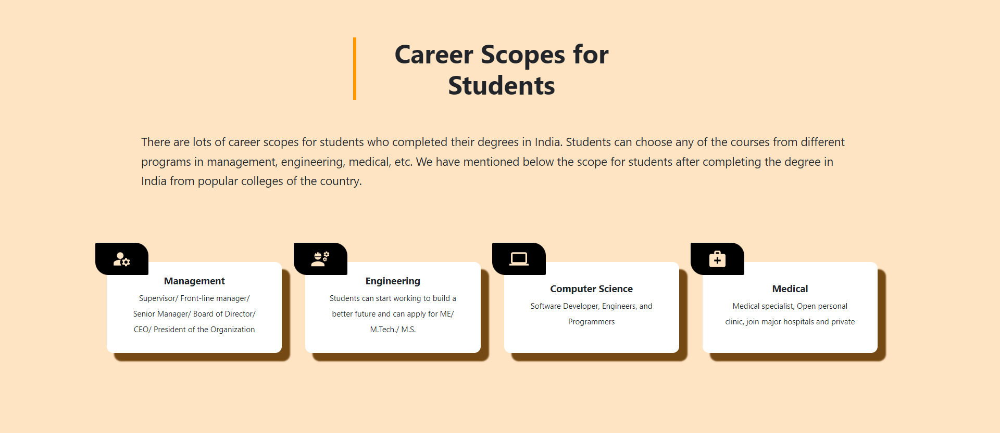 Career Scopes for
Students
There are lots of career scopes for students who completed their degrees in India. Students can choose any of the courses from different
programs in management, engineering, medical, etc. We have mentioned below the scope for students after completing the degree in
India from popular colleges of the country.
Management
Supervisor/ Front-line manager/
Senior Manager/ Board of Director/
CEO/ President of the Organization
Engineering
Students can start working to build a
better future and can apply for ME/
M.Tech./ M.S.
Computer Science
Software Developer, Engineers, and
Programmers
Medical
Medical specialist, Open personal
clinic, join major hospitals and private